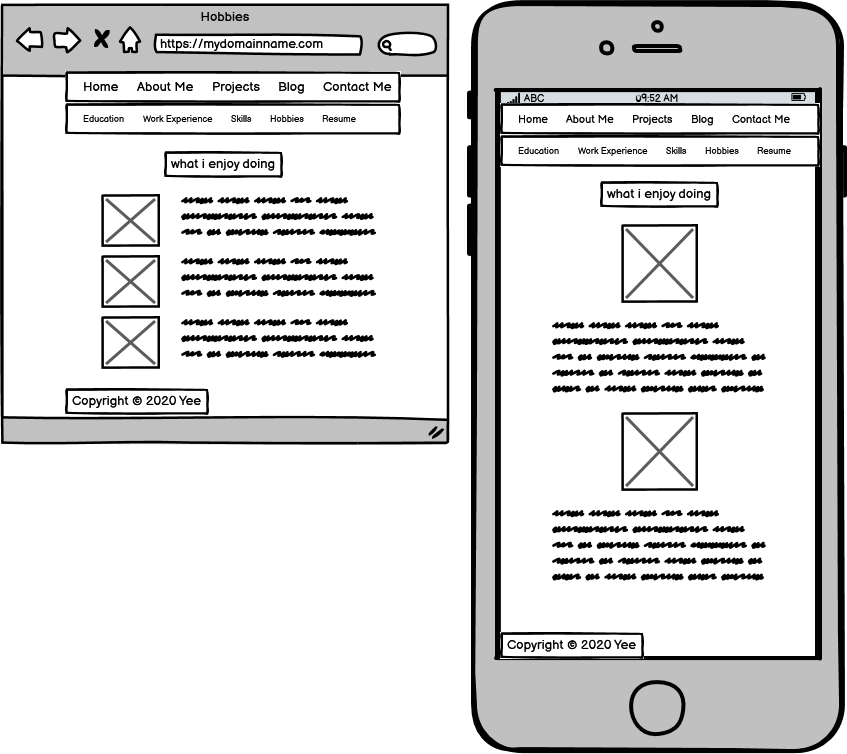 Hobbies
https://mydomainname.com
Home About Me Projects Blog Contact Me
Education Work Experience Skills Hobbies Resume
what i enjoy doing
Copyright © 2020 Yee
ABC 09:52 AM
Home About Me Projects Blog Contact Me
Education Work Experience Skills Hobbies Resume
what i enjoy doing
Copyright © 2020 Yee